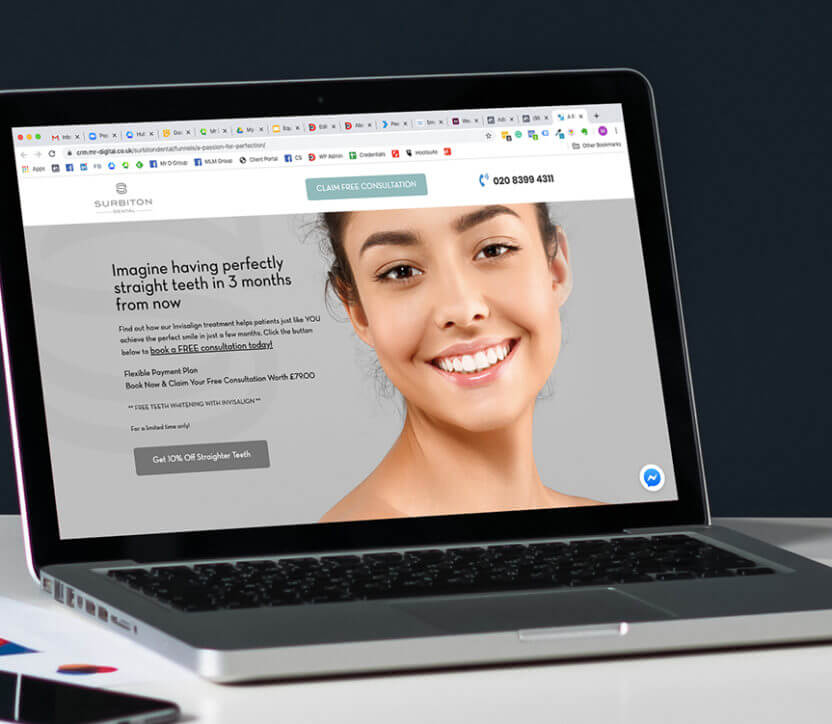 crm.mr-digital.co.uk/surbitondental/funnels/a-passion-for-perfection/
Apps
Mr D Group
MLM Group
Client Portal
CS
WP Admin
Credentials
Hootsuite
Other Bookmarks
SURBITON
DENTAL
CLAIM FREE CONSULTATION
020 8399 4311
Imagine having perfectly
straight teeth in 3 months
from now
Find out how our Invisalign treatment helps patients just like YOU
achieve the perfect smile in just a few months. Click the button
below to book a FREE consultation today!
Flexible Payment Plan
Book Now & Claim Your Free Consultation Worth £79.00
** FREE TEETH WHITENING WITH INVISALIGN **
For a limited time only!
Get 10% Off Straighter Teeth